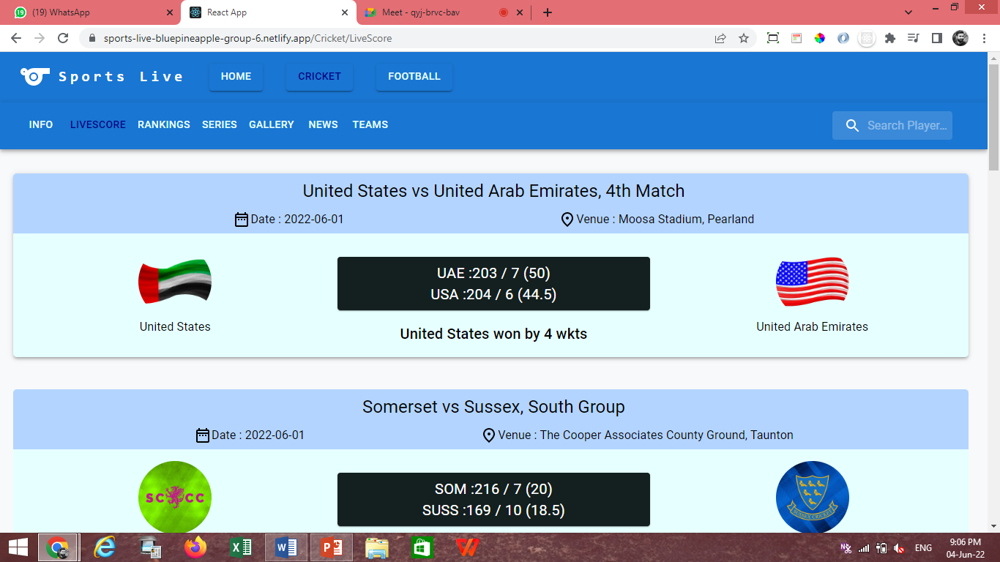 (19) WhatsApp
React App
Meet - qyj-brvc-bav
sports-live-bluepineapple-group-6.netlify.app/Cricket/LiveScore
Sports Live
HOME
CRICKET
FOOTBALL
INFO
LIVESCORE
RANKINGS
SERIES
GALLERY
NEWS
TEAMS
Search Player...
United States vs United Arab Emirates, 4th Match
Date : 2022-06-01
Venue : Moosa Stadium, Pearland
UAE :203 / 7 (50)
USA :204 / 6 (44.5)
United States
United States won by 4 wkts
United Arab Emirates
Somerset vs Sussex, South Group
Date : 2022-06-01
Venue : The Cooper Associates County Ground, Taunton
SC CC
SOM :216 / 7 (20)
SUSS :169 / 10 (18.5)
SUSSEX CRICKET
ENG
9:06 PM
04-Jun-22